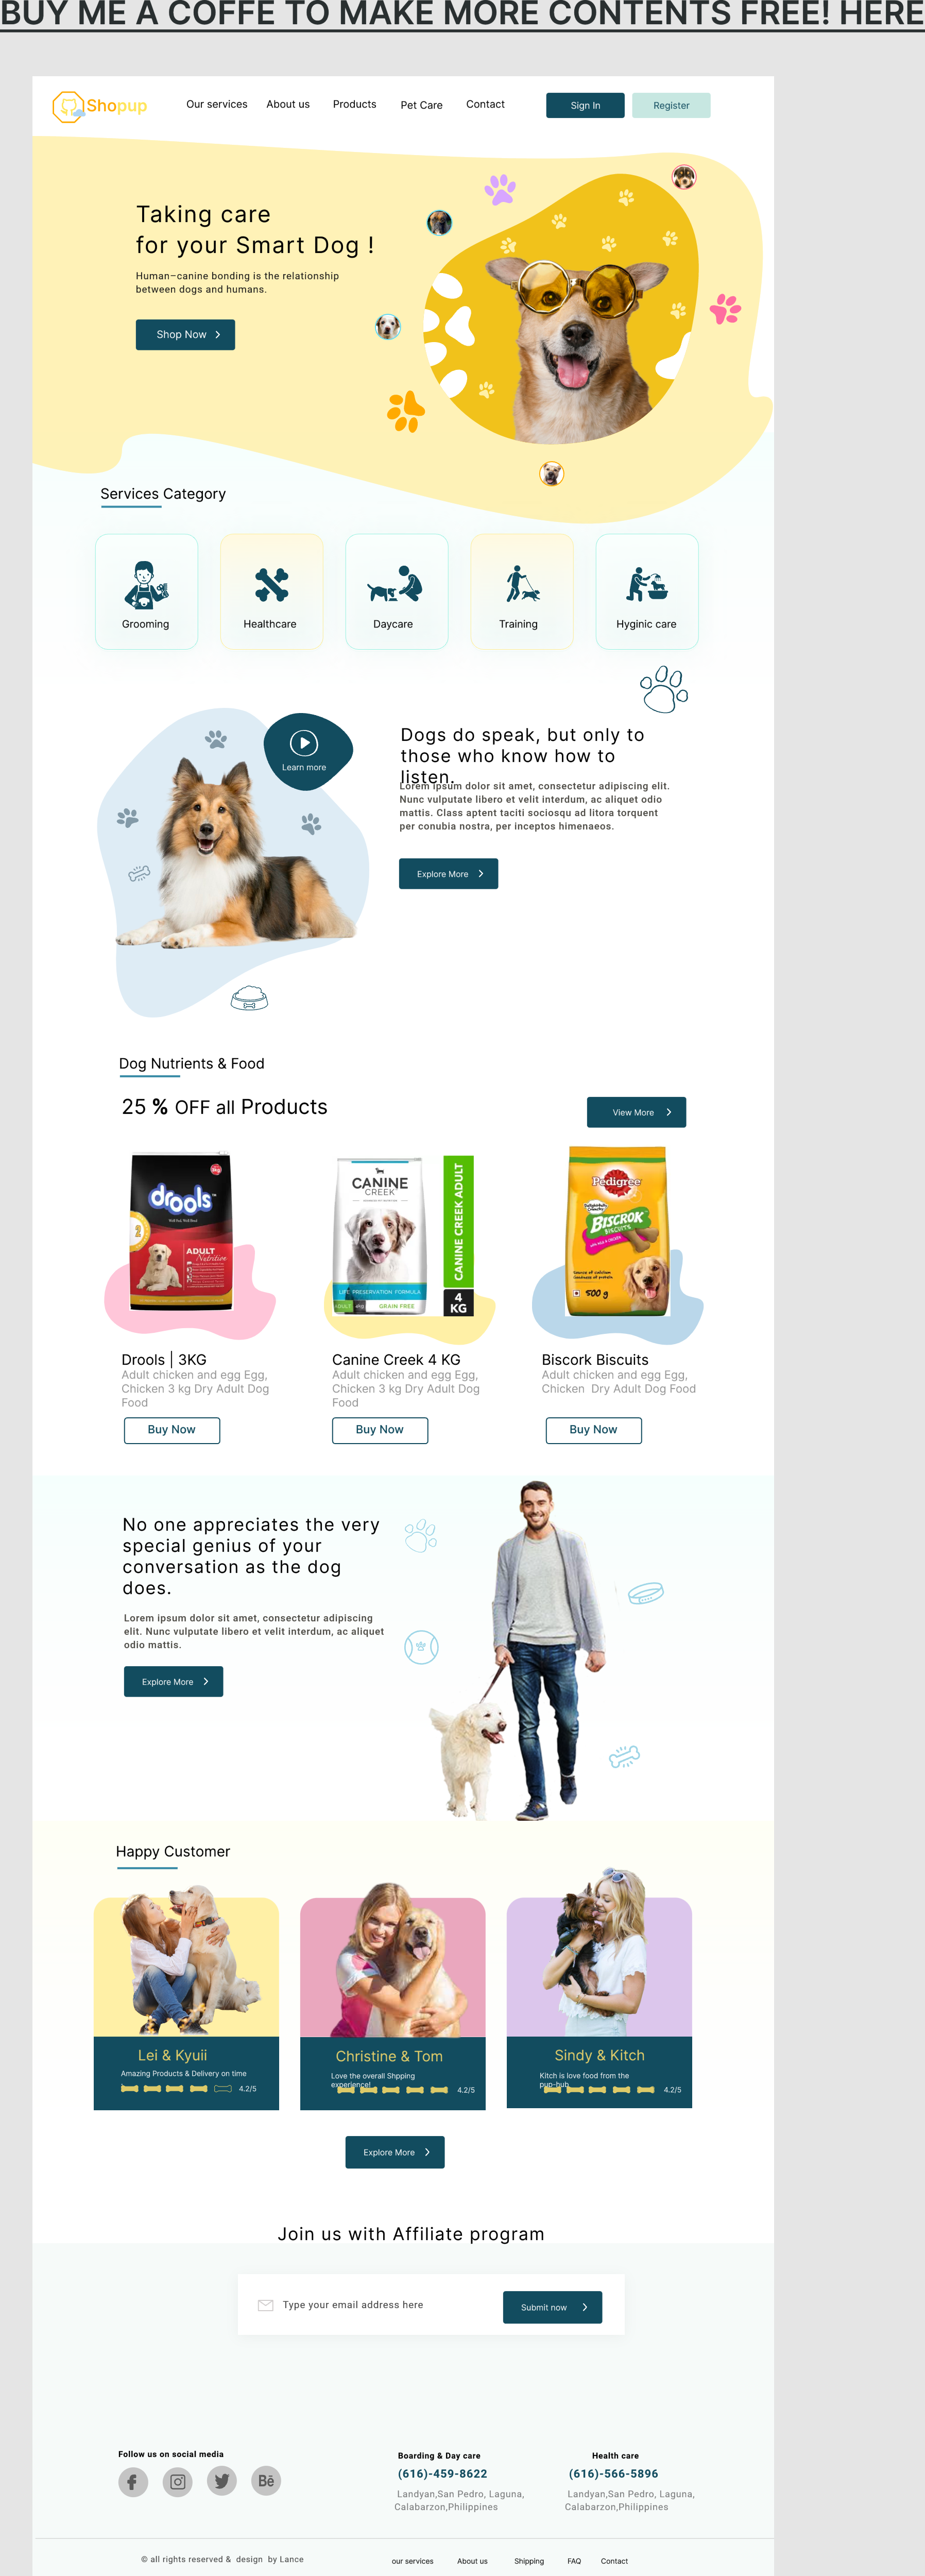 BUY ME A COFFE TO MAKE MORE CONTENTS FREE! HERE
Shopup
Our services
About us
Products
Pet Care
Contact
Sign In
Register
Taking care
for your Smart Dog !
Human–canine bonding is the relationship
between dogs and humans.
Shop Now
Services Category
Grooming
Healthcare
Daycare
Training
Hyginic care
Learn more
Dogs do speak, but only to
those who know how to
listen.
Lorem ipsum dolor sit amet, consectetur adipiscing elit.
Nunc vulputate libero et velit interdum, ac aliquet odio
mattis. Class aptent taciti sociosqu ad litora torquent
per conubia nostra, per inceptos himenaeos.
Explore More
Dog Nutrients & Food
25 % OFF all Products
View More
3kg
drools
ADULT
Nutrition
CANINE
CREEK
LIFE PRESERVATION FORMULA
ADULT
GRAIN FREE
CANINE CREEK ADULT
4
KG
Pedigree
BISCROK
BISCUITS
500 g
Drools | 3KG
Adult chicken and egg Egg,
Chicken 3 kg Dry Adult Dog
Food
Buy Now
Canine Creek 4 KG
Adult chicken and egg Egg,
Chicken 3 kg Dry Adult Dog
Food
Buy Now
Biscork Biscuits
Adult chicken and egg Egg,
Chicken Dry Adult Dog Food
Buy Now
No one appreciates the very
special genius of your
conversation as the dog
does.
Lorem ipsum dolor sit amet, consectetur adipiscing
elit. Nunc vulputate libero et velit interdum, ac aliquet
odio mattis.
Explore More
Happy Customer
Lei & Kyuii
Amazing Products & Delivery on time
4.2/5
Christine & Tom
Love the overall Shpping
experience!
4.2/5
Sindy & Kitch
Kitch is love food from the
pup-hub
4.2/5
Explore More
Join us with Affiliate program
Type your email address here
Submit now
Follow us on social media
Bē
Boarding & Day care
(616)-459-8622
Landyan,San Pedro, Laguna,
Calabarzon,Philippines
Health care
(616)-566-5896
Landyan,San Pedro, Laguna,
Calabarzon,Philippines
© all rights reserved & design by Lance
our services
About us
Shipping
FAQ
Contact